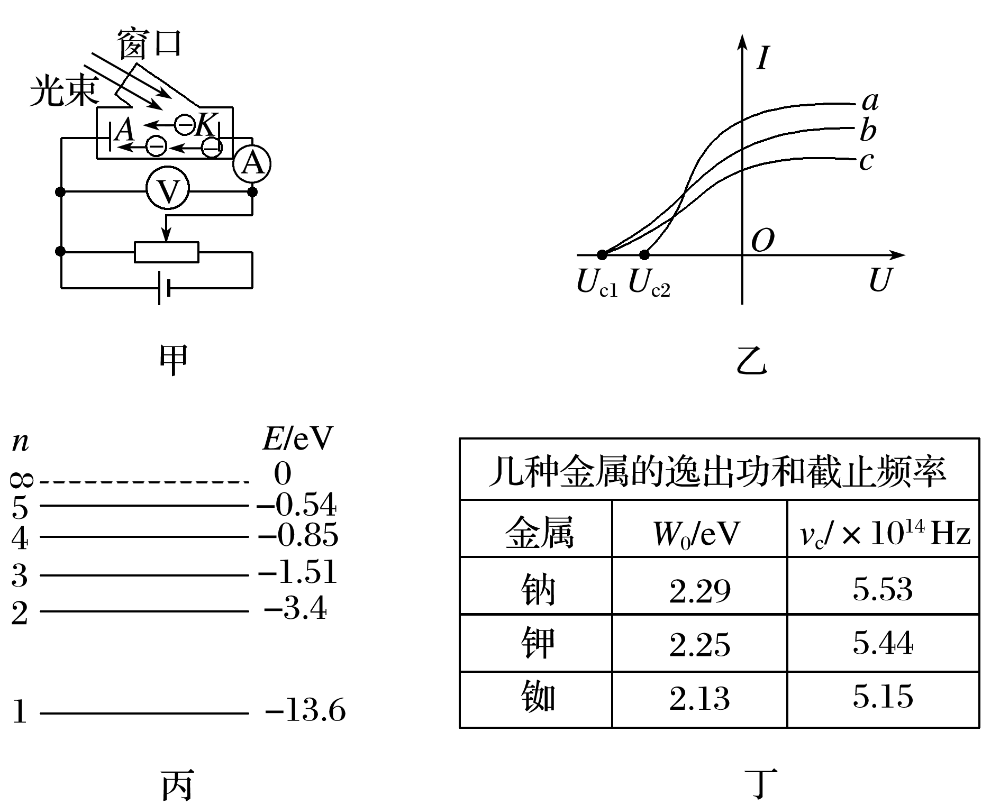 窗口
光束
A
K
A
V
甲
I
a
b
c
O
U_c1 U_c2 U
乙
n E/eV
∞ 0
5 −0.54
4 −0.85
3 −1.51
2 −3.4
1 −13.6
丙
几种金属的逸出功和截止频率
金属 W₀/eV ν_c/×10¹⁴ Hz
钠 2.29 5.53
钾 2.25 5.44
铷 2.13 5.15
丁